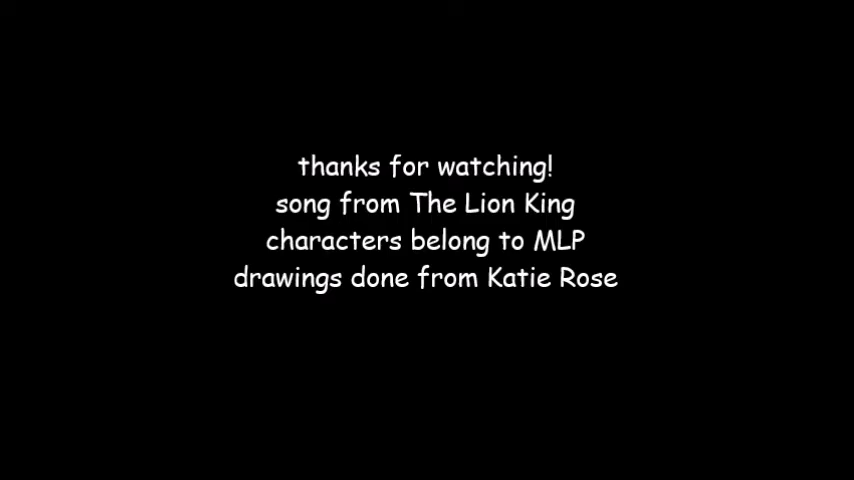 thanks for watching!
song from The Lion King
characters belong to MLP
drawings done from Katie Rose